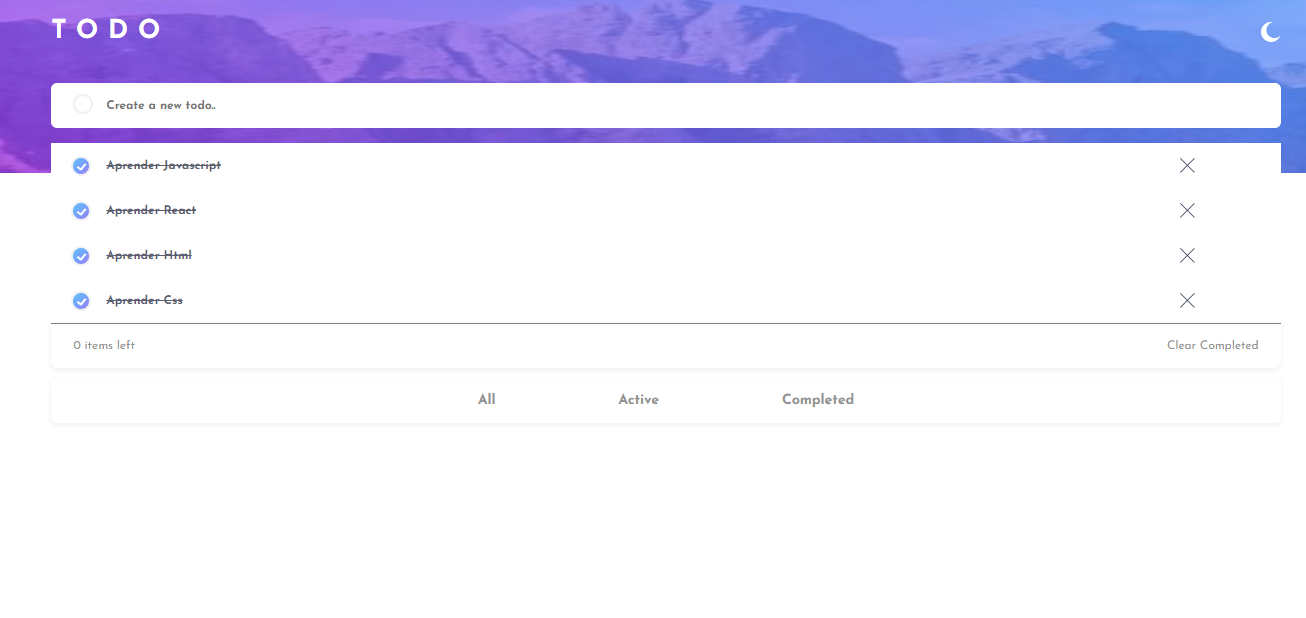 TODO
Create a new todo..
Aprender Javascript
Aprender React
Aprender Html
Aprender Css
0 items left
Clear Completed
All
Active
Completed